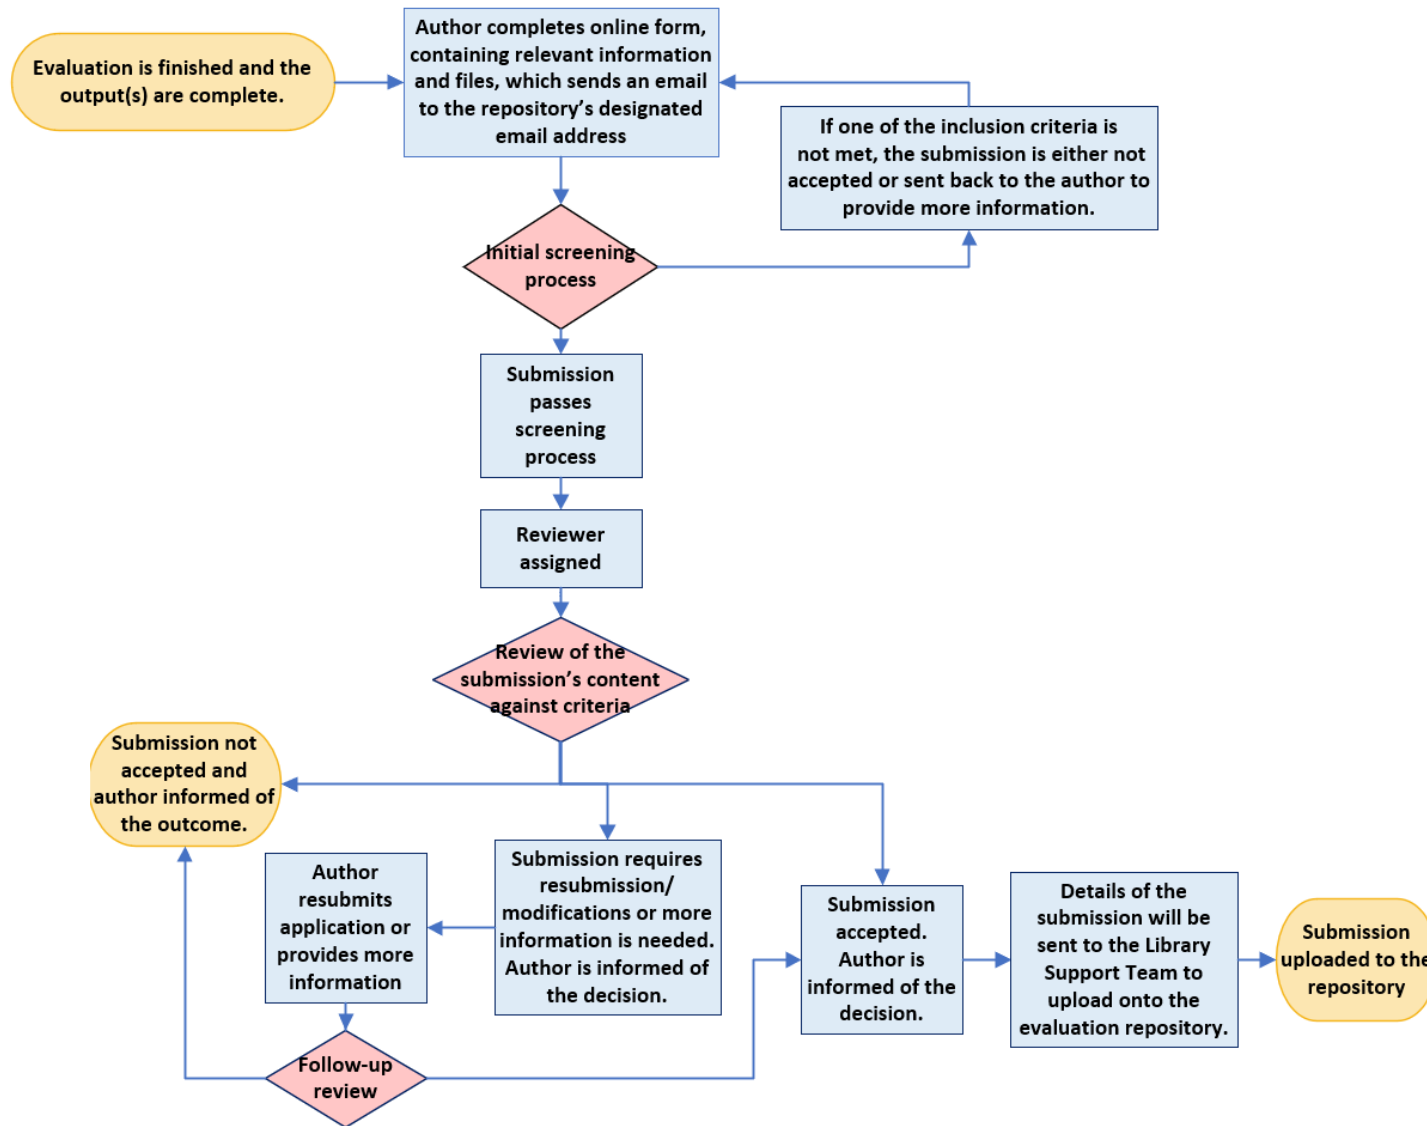 Evaluation is finished and the
output(s) are complete.
Author completes online form,
containing relevant information
and files, which sends an email
to the repository’s designated
email address
If one of the inclusion criteria is
not met, the submission is either not
accepted or sent back to the author to
provide more information.
Initial screening
process
Submission
passes
screening
process
Reviewer
assigned
Review of the
submission’s content
against criteria
Submission not
accepted and
author informed of
the outcome.
Author
resubmits
application or
provides more
information
Submission requires
resubmission/
modifications or more
information is needed.
Author is informed of
the decision.
Follow-up
review
Submission
accepted.
Author is
informed of the
decision.
Details of the
submission will be
sent to the Library
Support Team to
upload onto the
evaluation repository.
Submission
uploaded to the
repository